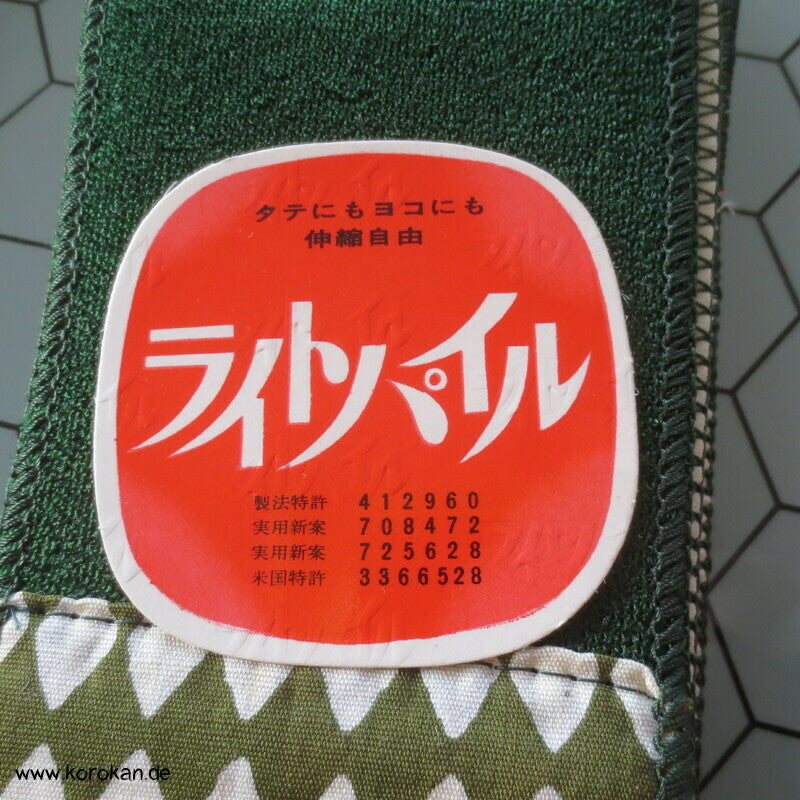 タテにもヨコにも
伸縮自由
ライトパイル
製法特許 412960
実用新案 708472
実用新案 725628
米国特許 3366528
www.korokan.de